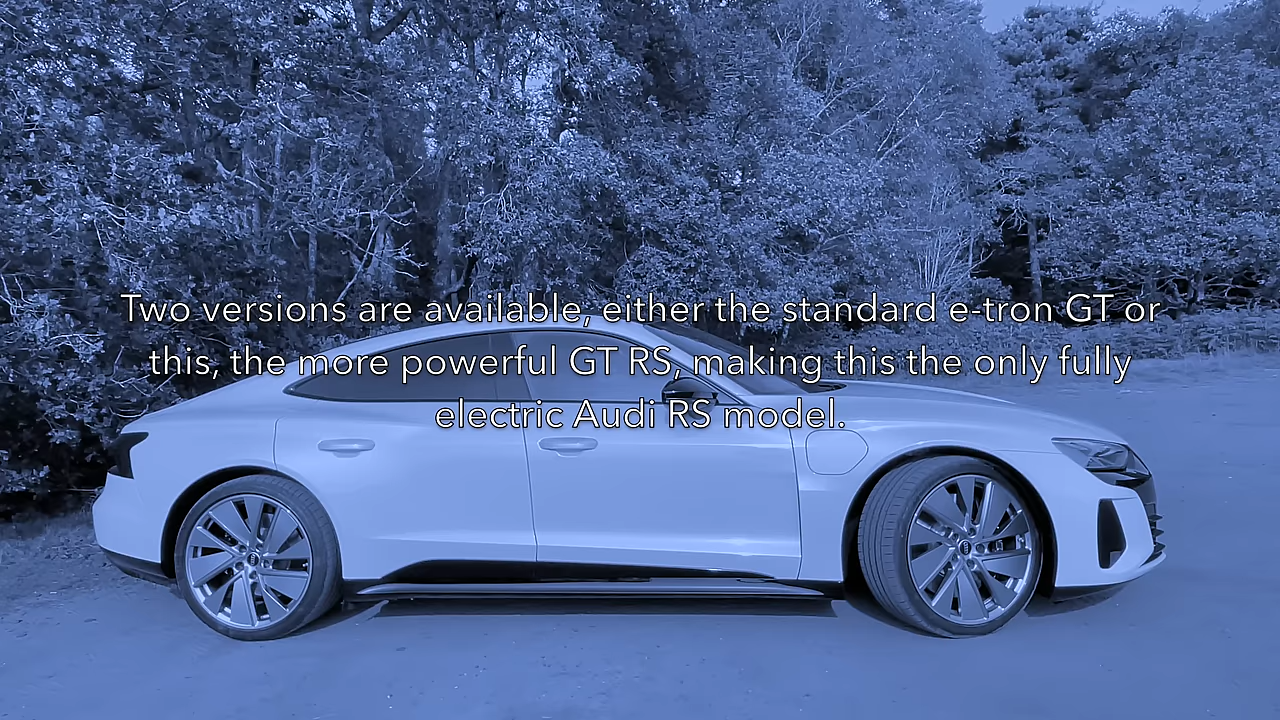 Two versions are available, either the standard e-tron GT or
this, the more powerful GT RS, making this the only fully
electric Audi RS model.